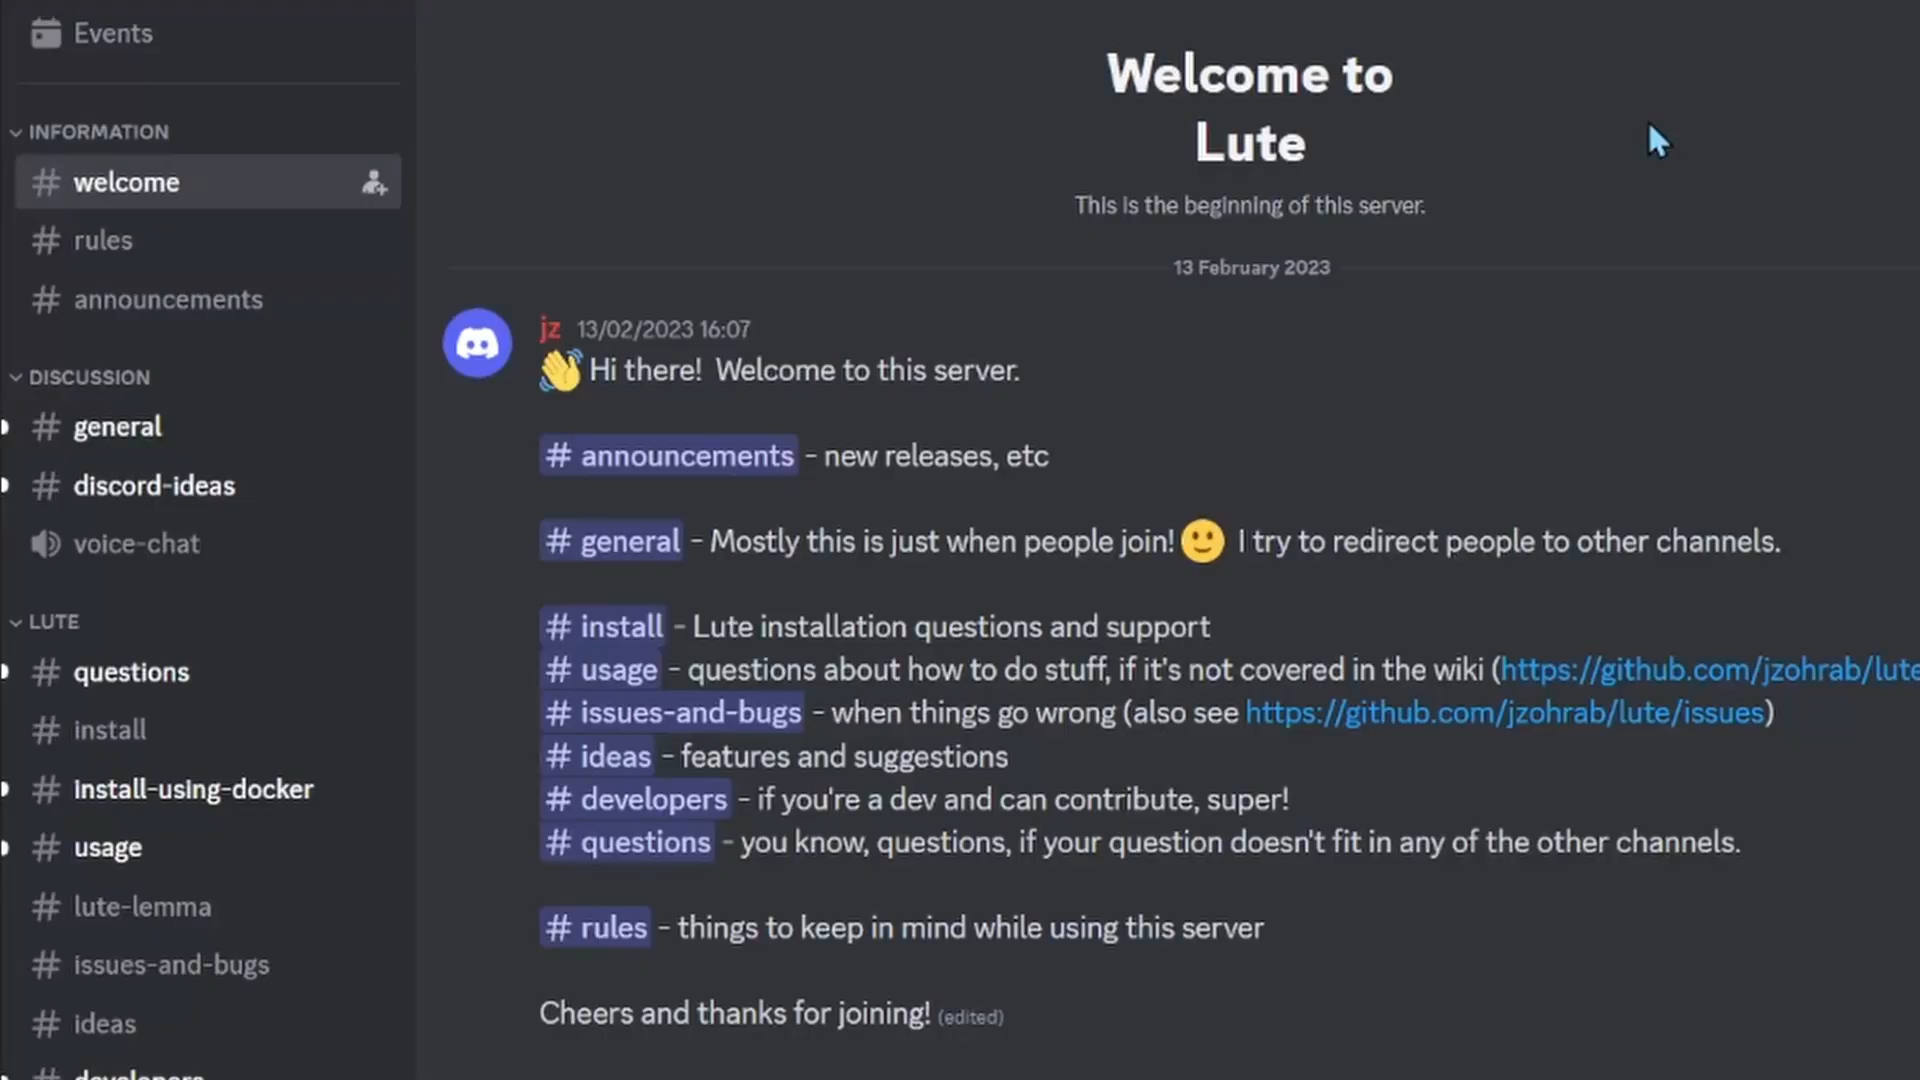 Events
INFORMATION
# welcome
# rules
# announcements
DISCUSSION
# general
# discord-ideas
voice-chat
LUTE
# questions
# install
# install-using-docker
# usage
# lute-lemma
# issues-and-bugs
# ideas
# developers
Welcome to
Lute
This is the beginning of this server.
13 February 2023
jz 13/02/2023 16:07
👋 Hi there! Welcome to this server.
# announcements - new releases, etc
# general - Mostly this is just when people join! 🙂 I try to redirect people to other channels.
# install - Lute installation questions and support
# usage - questions about how to do stuff, if it's not covered in the wiki (https://github.com/jzohrab/lute
# issues-and-bugs - when things go wrong (also see https://github.com/jzohrab/lute/issues)
# ideas - features and suggestions
# developers - if you're a dev and can contribute, super!
# questions - you know, questions, if your question doesn't fit in any of the other channels.
# rules - things to keep in mind while using this server
Cheers and thanks for joining! (edited)